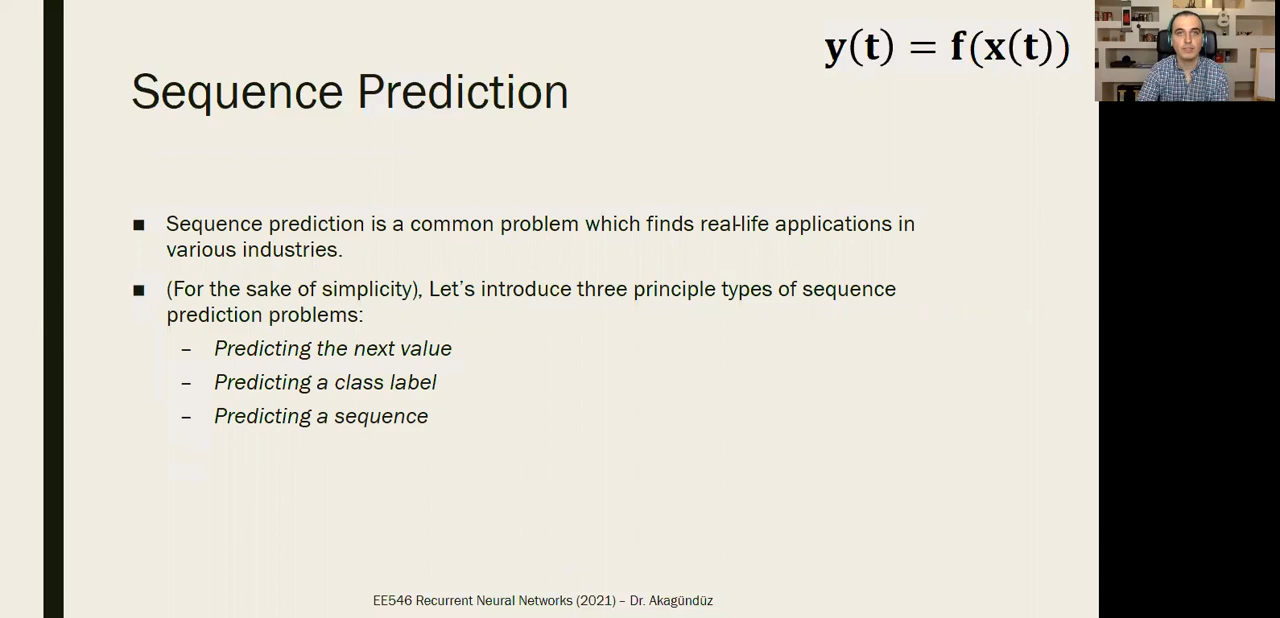 y(t) = f(x(t))
Sequence Prediction
■ Sequence prediction is a common problem which finds real-life applications in
various industries.
■ (For the sake of simplicity), Let's introduce three principle types of sequence
prediction problems:
– Predicting the next value
– Predicting a class label
– Predicting a sequence
EE546 Recurrent Neural Networks (2021) – Dr. Akagündüz